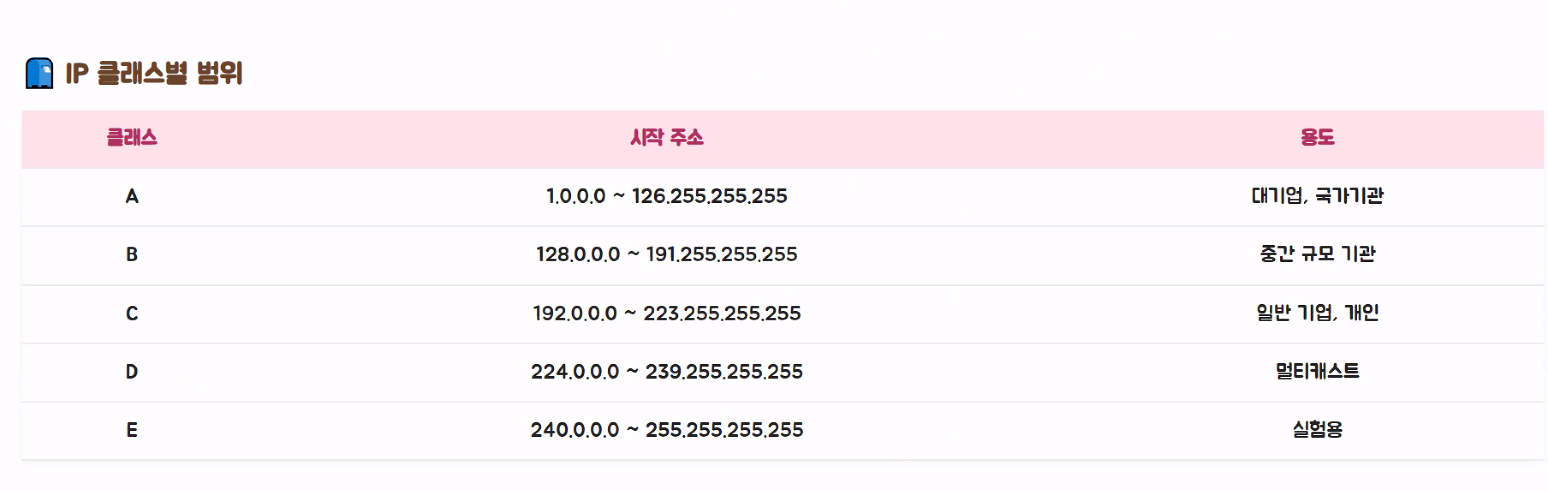 IP 클래스별 범위
클래스 시작 주소 용도
A 1.0.0.0 ~ 126.255.255.255 대기업, 국가기관
B 128.0.0.0 ~ 191.255.255.255 중간 규모 기관
C 192.0.0.0 ~ 223.255.255.255 일반 기업, 개인
D 224.0.0.0 ~ 239.255.255.255 멀티캐스트
E 240.0.0.0 ~ 255.255.255.255 실험용